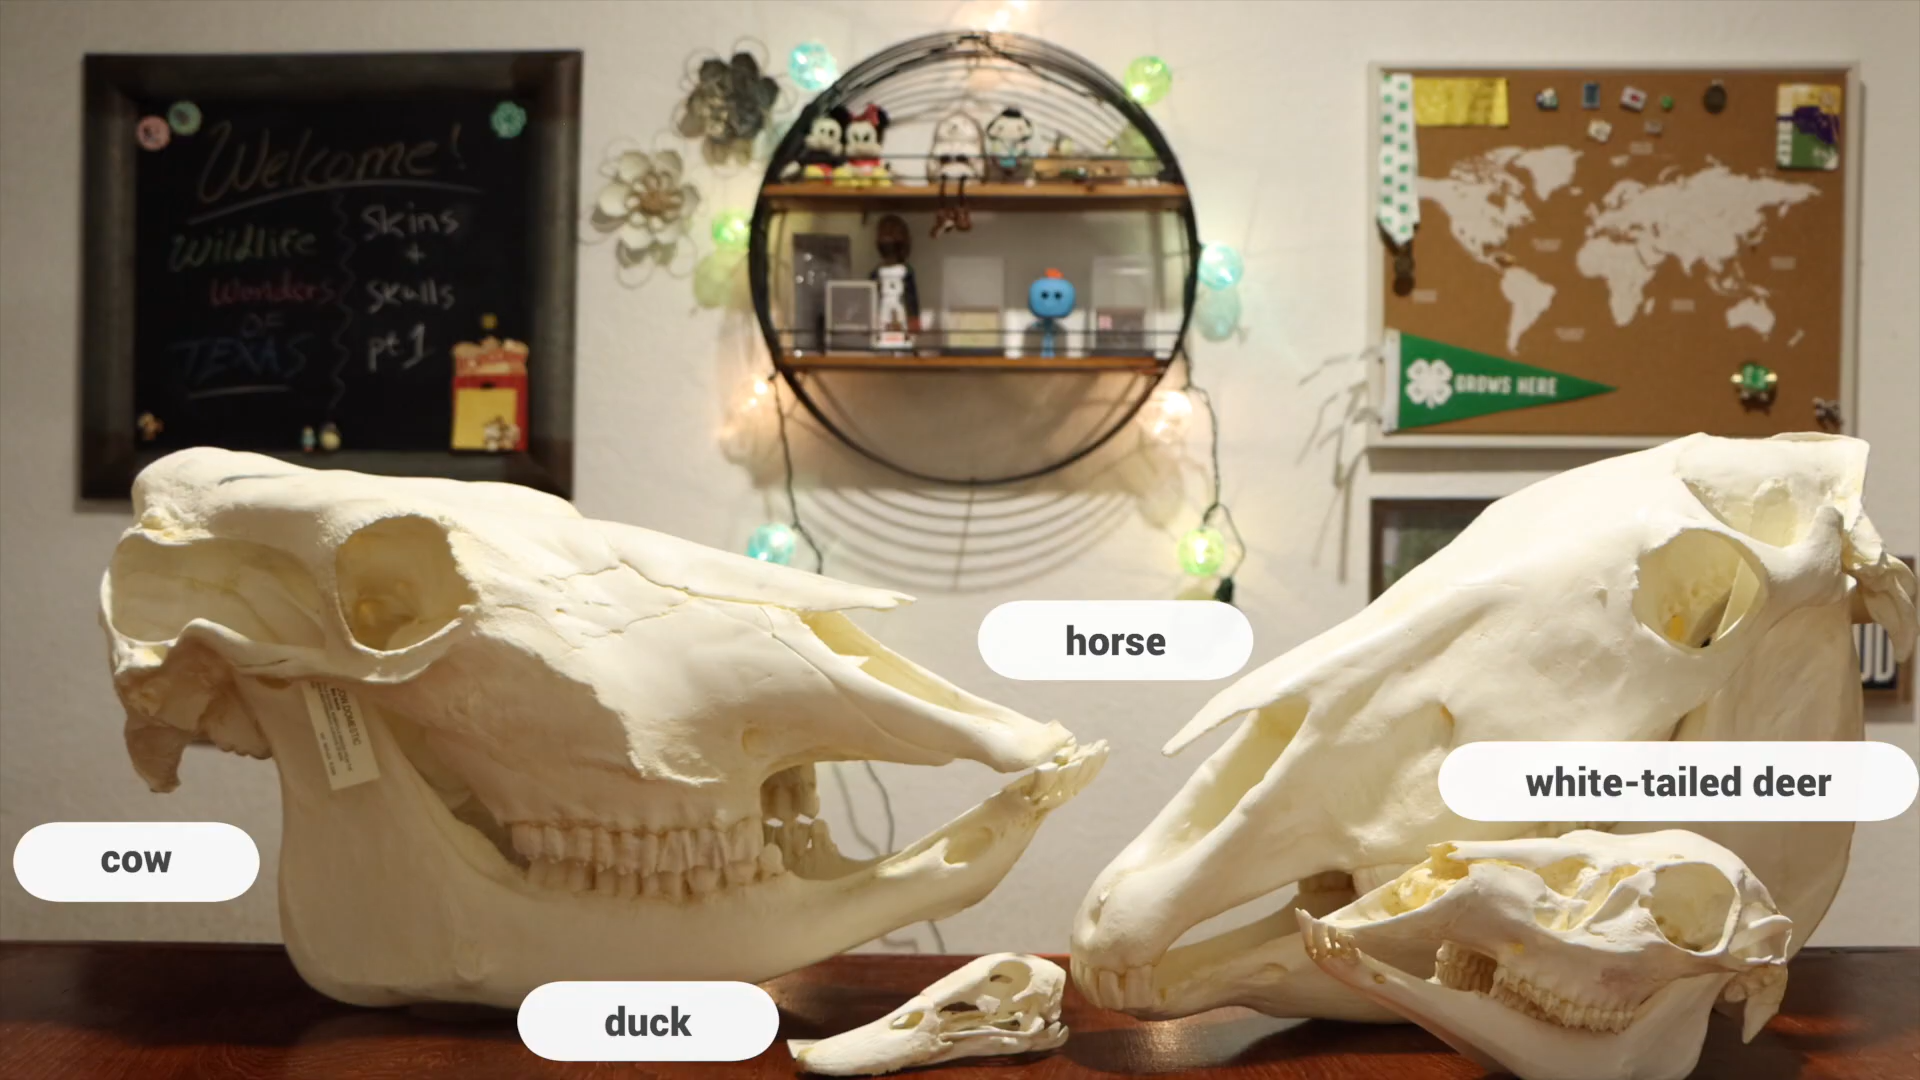 Welcome!
Wildlife
Wonders
OF
TEXAS
Skins
+
skulls
pt 1
GROWS HERE
horse
white-tailed deer
cow
duck